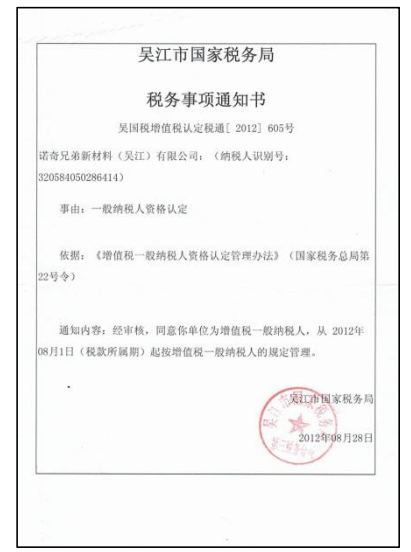 吴江市国家税务局
税务事项通知书
吴国税增值税认定税通[ 2012] 605号
诺奇兄弟新材料（吴江）有限公司：（纳税人识别号：
320584050286414）
事由：一般纳税人资格认定
依据：《增值税一般纳税人资格认定管理办法》（国家税务总局第
22号令）
通知内容：经审核，同意你单位为增值税一般纳税人，从 2012年
08月1日（税款所属期）起按增值税一般纳税人的规定管理。
吴江市国家税务局
2012年08月28日